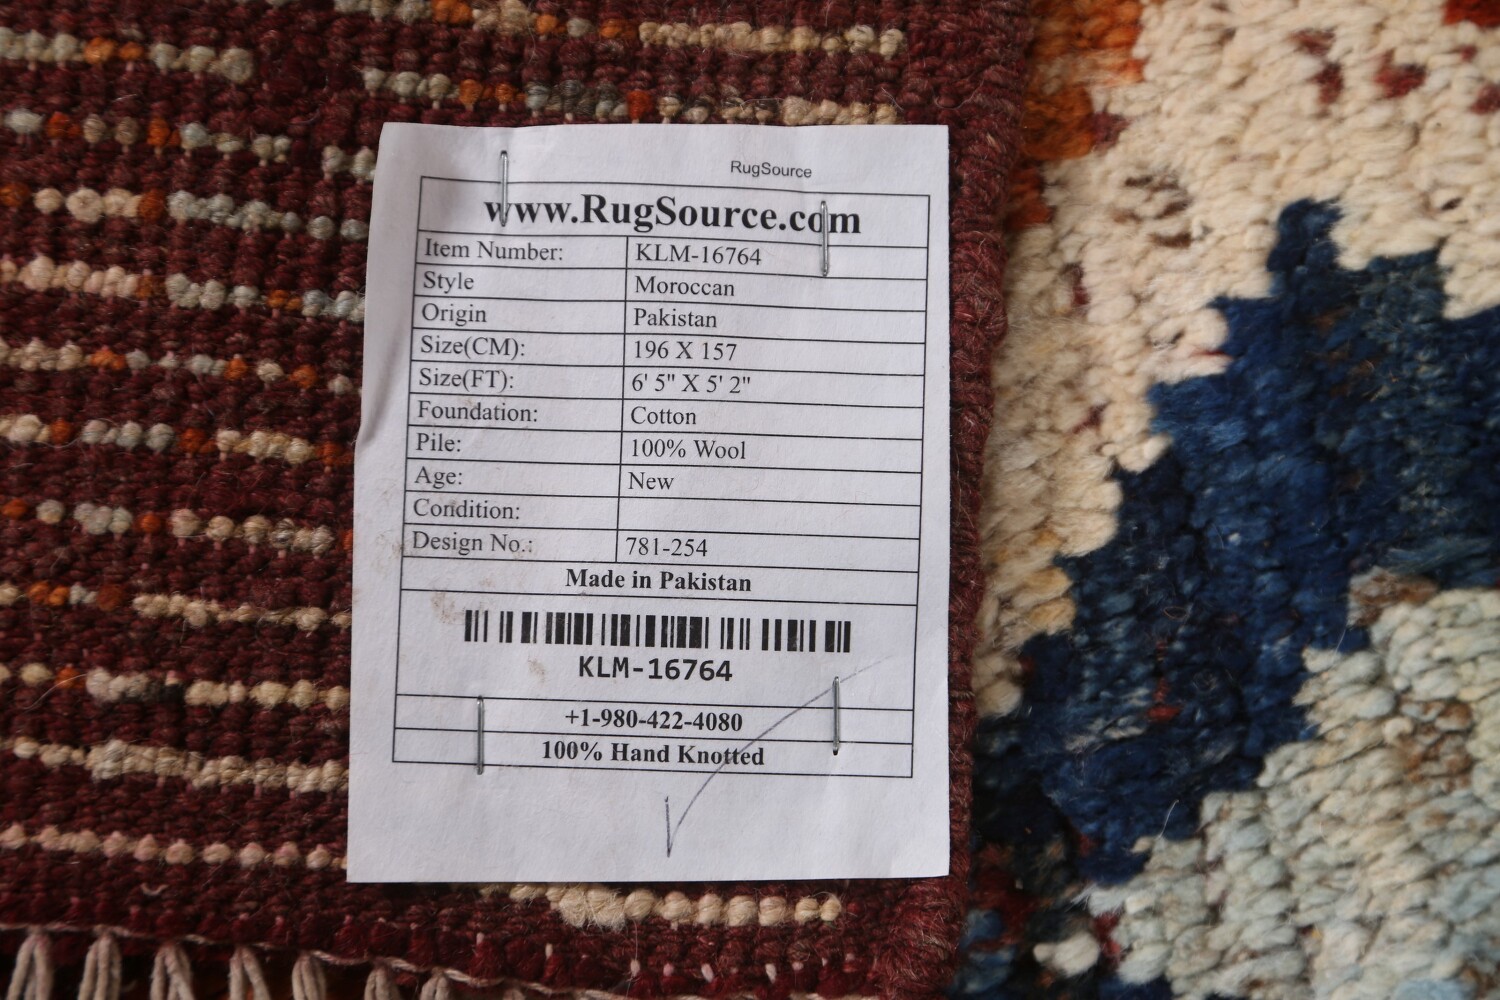 RugSource
www.RugSource.com
Item Number: KLM-16764
Style Moroccan
Origin Pakistan
Size(CM): 196 X 157
Size(FT): 6' 5" X 5' 2"
Foundation: Cotton
Pile: 100% Wool
Age: New
Condition:
Design No.: 781-254
Made in Pakistan
KLM-16764
+1-980-422-4080
100% Hand Knotted